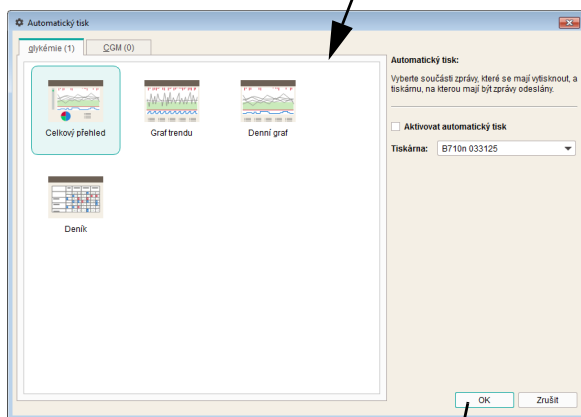 Automatický tisk
glykémie (1)
CGM (0)
Celkový přehled
Graf trendu
Denní graf
Deník
Automatický tisk:
Vyberte součásti zprávy, které se mají vytisknout, a
tiskárnu, na kterou mají být zprávy odeslány.
Aktivovat automatický tisk
Tiskárna: B710n 033125
OK
Zrušit